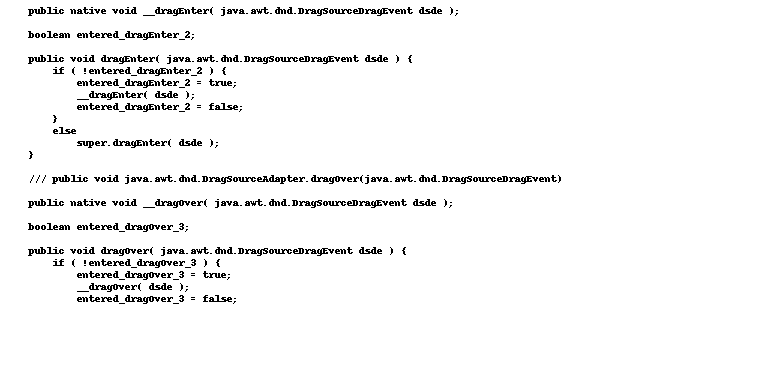 public native void __dragEnter( java.awt.dnd.DragSourceDragEvent dsde );
boolean entered_dragEnter_2;
public void dragEnter( java.awt.dnd.DragSourceDragEvent dsde ) {
if ( !entered_dragEnter_2 ) {
entered_dragEnter_2 = true;
__dragEnter( dsde );
entered_dragEnter_2 = false;
}
else
super.dragEnter( dsde );
}
/// public void java.awt.dnd.DragSourceAdapter.dragOver(java.awt.dnd.DragSourceDragEvent)
public native void __dragOver( java.awt.dnd.DragSourceDragEvent dsde );
boolean entered_dragOver_3;
public void dragOver( java.awt.dnd.DragSourceDragEvent dsde ) {
if ( !entered_dragOver_3 ) {
entered_dragOver_3 = true;
__dragOver( dsde );
entered_dragOver_3 = false;